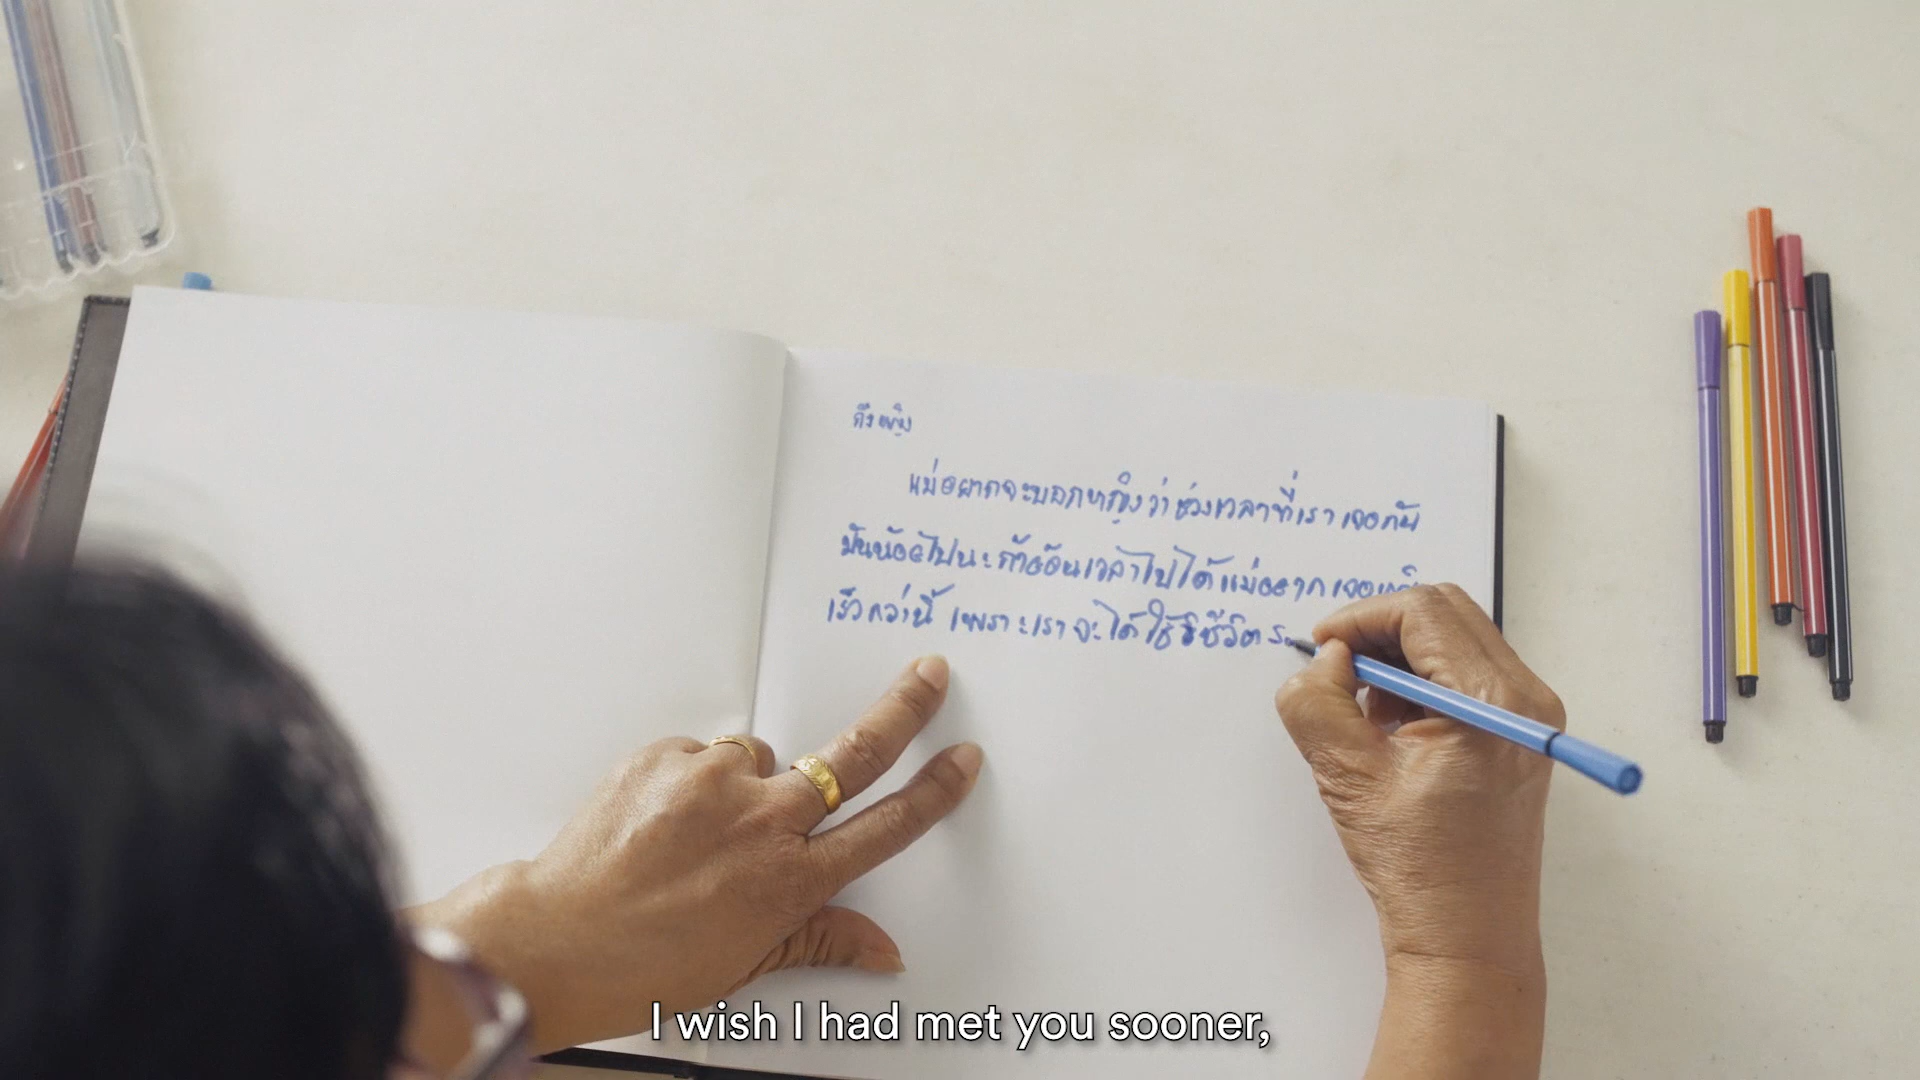 ถึงหญิง
แม่อยากจะบอกหญิงว่าช่วงเวลาที่เราเจอกัน
มันน้อยไปนะถ้าย้อนเวลาไปได้แม่อยากเจอ
เร็วกว่านี้ เพราะเราจะได้ใช้ชีวิต
I wish I had met you sooner,